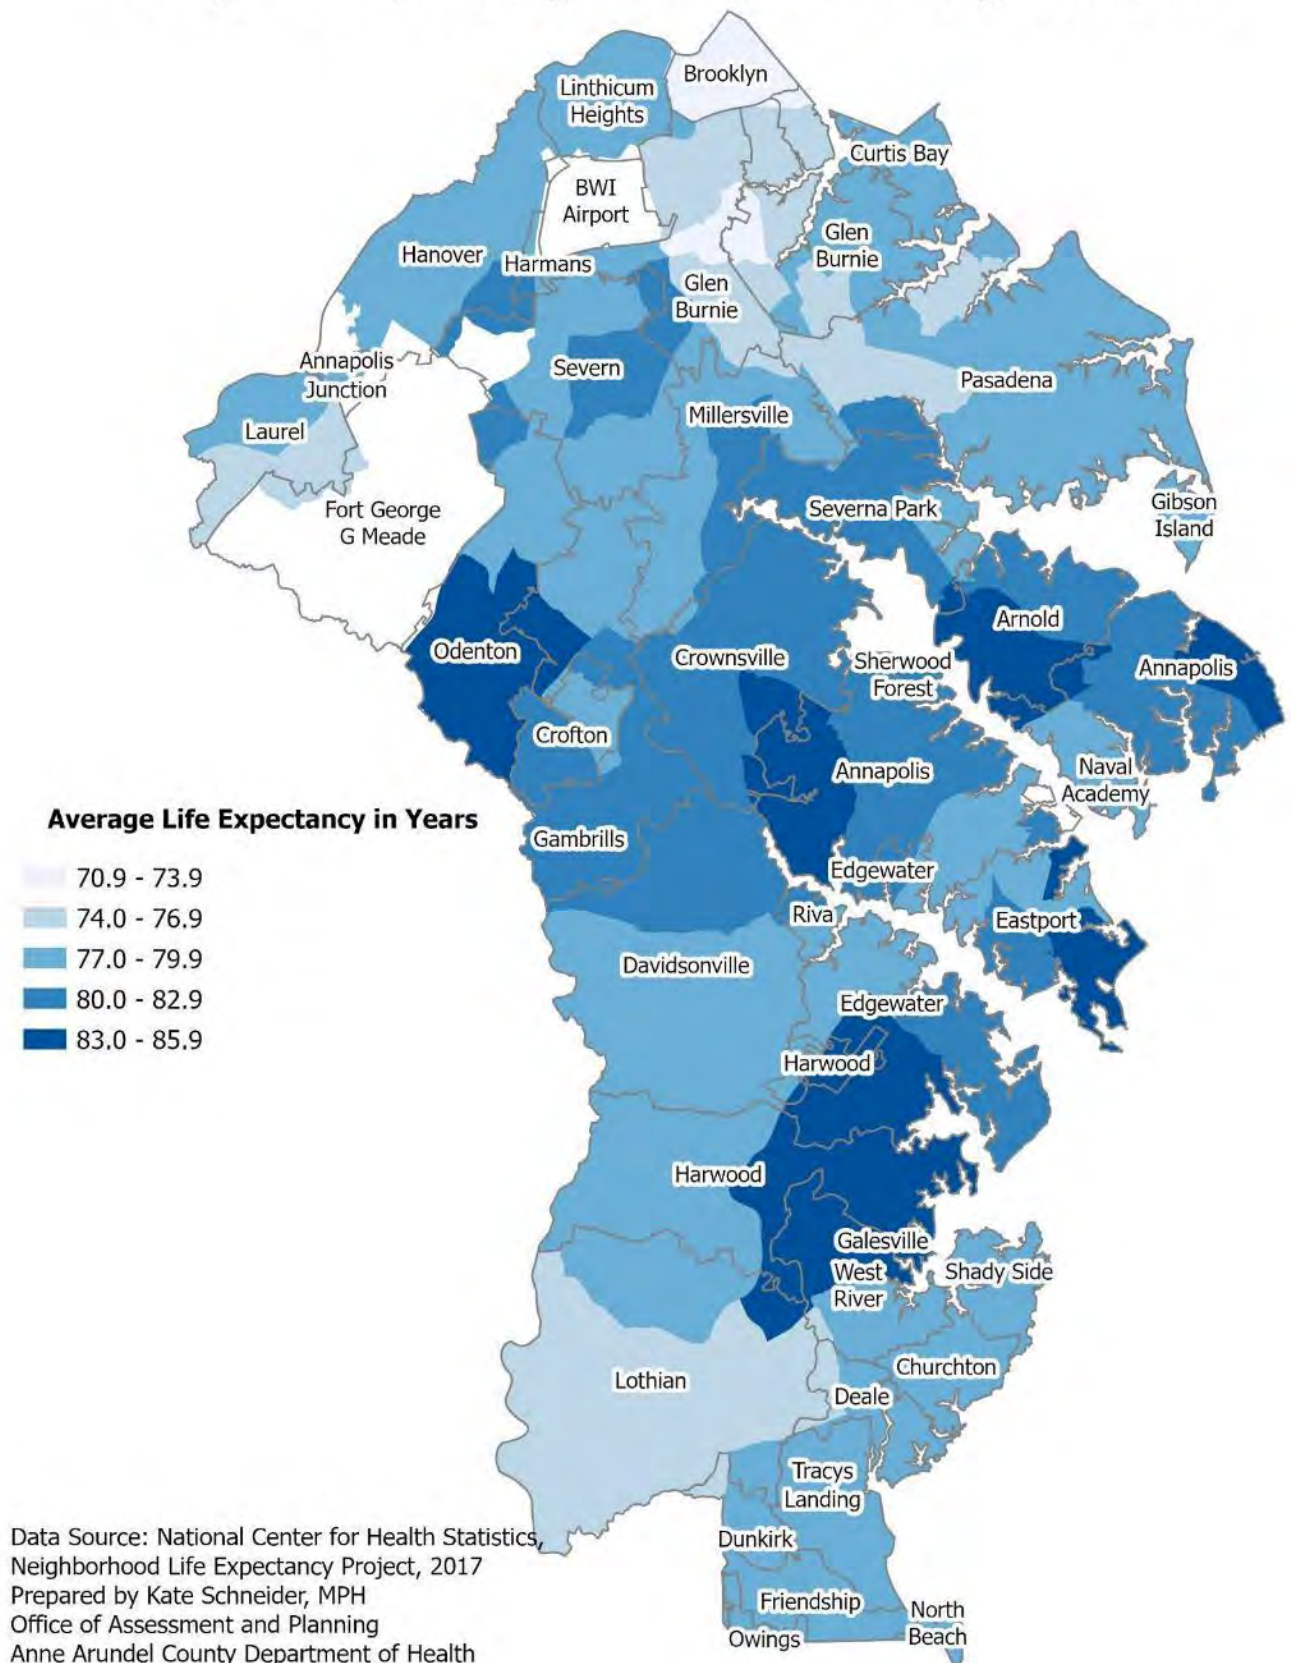 Brooklyn
Linthicum
Heights
Curtis Bay
BWI
Airport
Glen
Burnie
Hanover
Harmans
Glen
Burnie
Annapolis
Junction
Severn
Pasadena
Millersville
Laurel
Fort George
G Meade
Severna Park
Gibson
Island
Arnold
Odenton
Crownsville
Sherwood
Forest
Annapolis
Crofton
Annapolis
Naval
Academy
Average Life Expectancy in Years
70.9 - 73.9
74.0 - 76.9
77.0 - 79.9
80.0 - 82.9
83.0 - 85.9
Gambrills
Edgewater
Riva
Eastport
Davidsonville
Edgewater
Harwood
Harwood
Galesville
West
River
Shady Side
Churchton
Lothian
Deale
Tracys
Landing
Dunkirk
Friendship
Owings
North
Beach
Data Source: National Center for Health Statistics,
Neighborhood Life Expectancy Project, 2017
Prepared by Kate Schneider, MPH
Office of Assessment and Planning
Anne Arundel County Department of Health